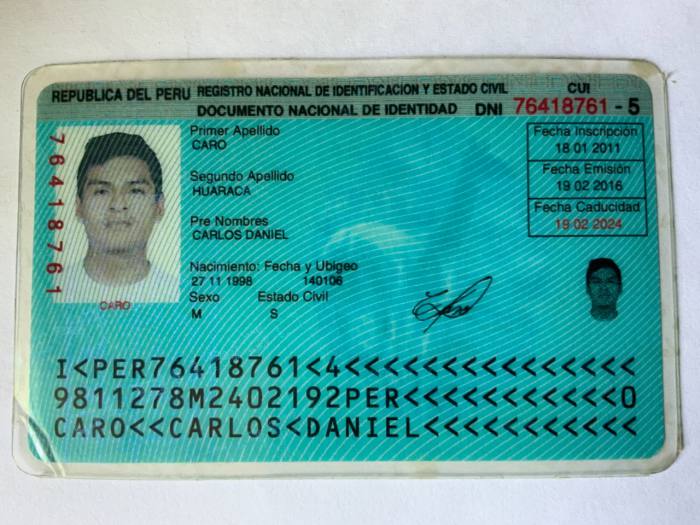 REPUBLICA DEL PERU REGISTRO NACIONAL DE IDENTIFICACION Y ESTADO CIVIL CUI
DOCUMENTO NACIONAL DE IDENTIDAD DNI 76418761 - 5
76418761
Primer Apellido
CARO
Segundo Apellido
HUARACA
Pre Nombres
CARLOS DANIEL
Nacimiento: Fecha y Ubigeo
27 11 1998 140106
Sexo Estado Civil
M S
Fecha Inscripción
18 01 2011
Fecha Emisión
19 02 2016
Fecha Caducidad
19 02 2024
CARO
I<PER76418761<4<<<<<<<<<<<<<<<
9811278M2402192PER<<<<<<<<<<<0
CARO<<CARLOS<DANIEL<<<<<<<<<<<